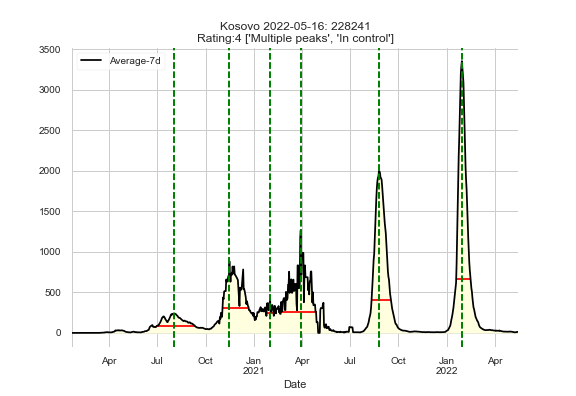 Kosovo 2022-05-16: 228241
Rating:4 ['Multiple peaks', 'In control']
Average-7d
3500
3000
2500
2000
1500
1000
500
0
Apr Jul Oct Jan Apr Jul Oct Jan Apr
2021 2022
Date